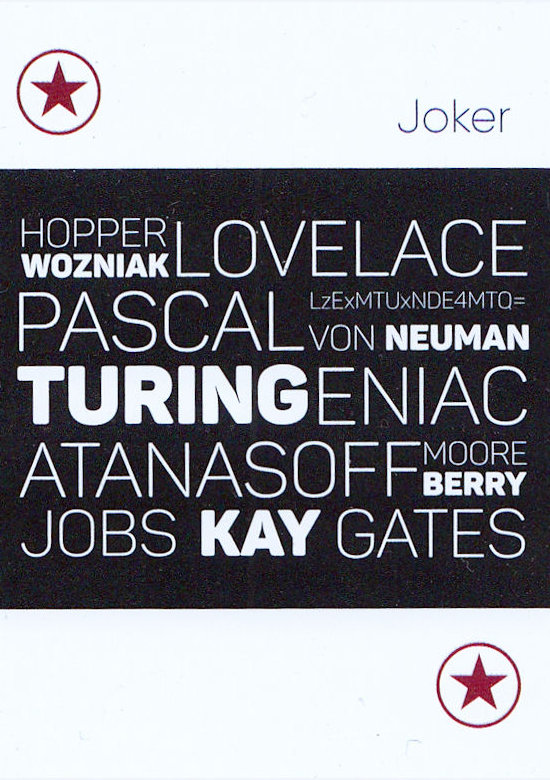 Joker
HOPPER LOVELACE
WOZNIAK
PASCAL LzExMTUxNDE4MTQ=
VON NEUMAN
TURING ENIAC
ATANASOFF MOORE
BERRY
JOBS KAY GATES